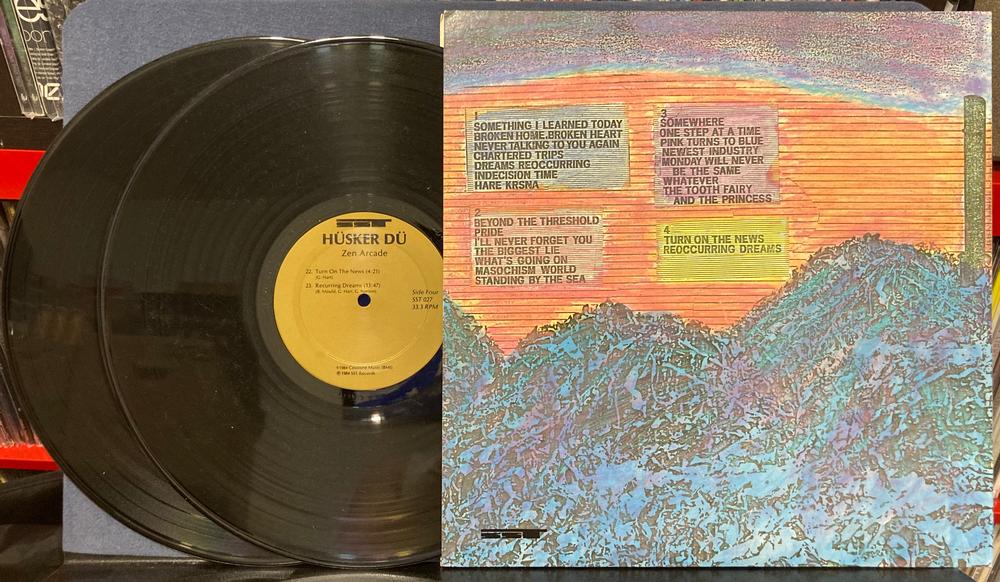 SST
HÜSKER DÜ
Zen Arcade
22. Turn On The News (4:21)
(G. Hart)
23. Recurring Dreams (13:47)
(B. Mould, G. Hart, G. Norton)
Side Four
SST 027
33.3 RPM
℗ 1984 SST Records
1
SOMETHING I LEARNED TODAY
BROKEN HOME, BROKEN HEART
NEVER TALKING TO YOU AGAIN
CHARTERED TRIPS
DREAMS REOCCURRING
INDECISION TIME
HARE KRSNA
2
BEYOND THE THRESHOLD
PRIDE
I'LL NEVER FORGET YOU
THE BIGGEST LIE
WHAT'S GOING ON
MASOCHISM WORLD
STANDING BY THE SEA
3
SOMEWHERE
ONE STEP AT A TIME
PINK TURNS TO BLUE
NEWEST INDUSTRY
MONDAY WILL NEVER
BE THE SAME
WHATEVER
THE TOOTH FAIRY
AND THE PRINCESS
4
TURN ON THE NEWS
REOCCURRING DREAMS
SST